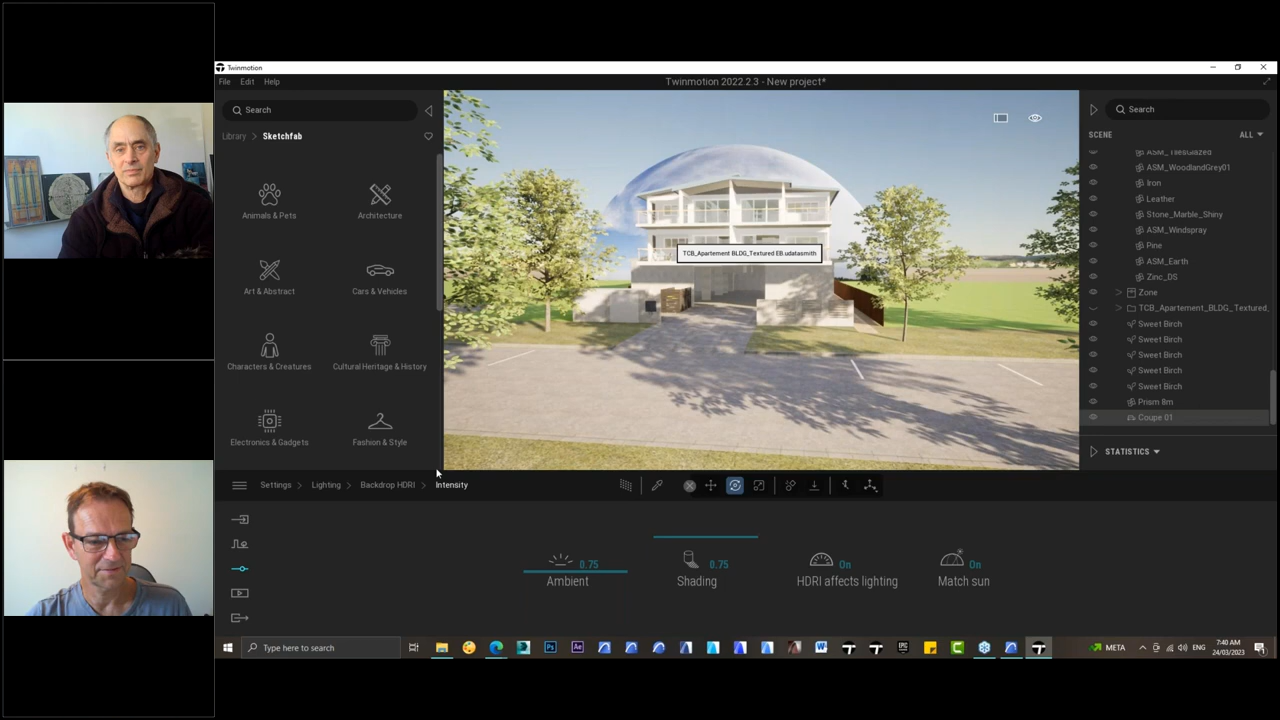 Twinmotion
File Edit Help
Twinmotion 2022.2.3 - New project*
Search
Library > Sketchfab
Animals & Pets
Architecture
Art & Abstract
Cars & Vehicles
Characters & Creatures
Cultural Heritage & History
Electronics & Gadgets
Fashion & Style
TCB_Apartement BLDG_Textured EB.udatasmith
Search
SCENE ALL
ASM_WoodlandGrey01
Iron
Leather
Stone_Marble_Shiny
ASM_Windspray
Pine
ASM_Earth
Zinc_DS
Zone
TCB_Apartement_BLDG_Textured_
Sweet Birch
Sweet Birch
Sweet Birch
Sweet Birch
Sweet Birch
Prism 8m
Coupe 01
STATISTICS
Settings > Lighting > Backdrop HDRI > Intensity
0.75
Ambient
0.75
Shading
On
HDRI affects lighting
On
Match sun
Type here to search
META
ENG
7:40 AM
24/03/2023